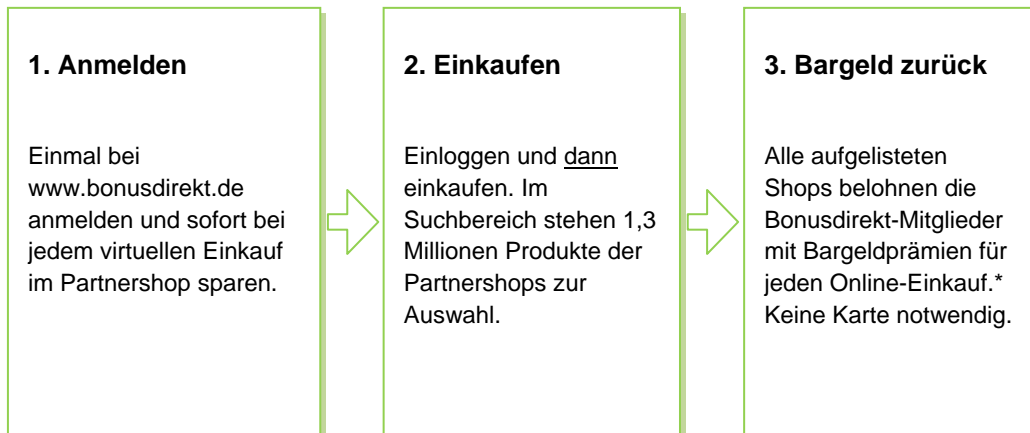 1. Anmelden
Einmal bei
www.bonusdirekt.de
anmelden und sofort bei
jedem virtuellen Einkauf
im Partnershop sparen.
2. Einkaufen
Einloggen und dann
einkaufen. Im
Suchbereich stehen 1,3
Millionen Produkte der
Partnershops zur
Auswahl.
3. Bargeld zurück
Alle aufgelisteten
Shops belohnen die
Bonusdirekt-Mitglieder
mit Bargeldprämien für
jeden Online-Einkauf.*
Keine Karte notwendig.